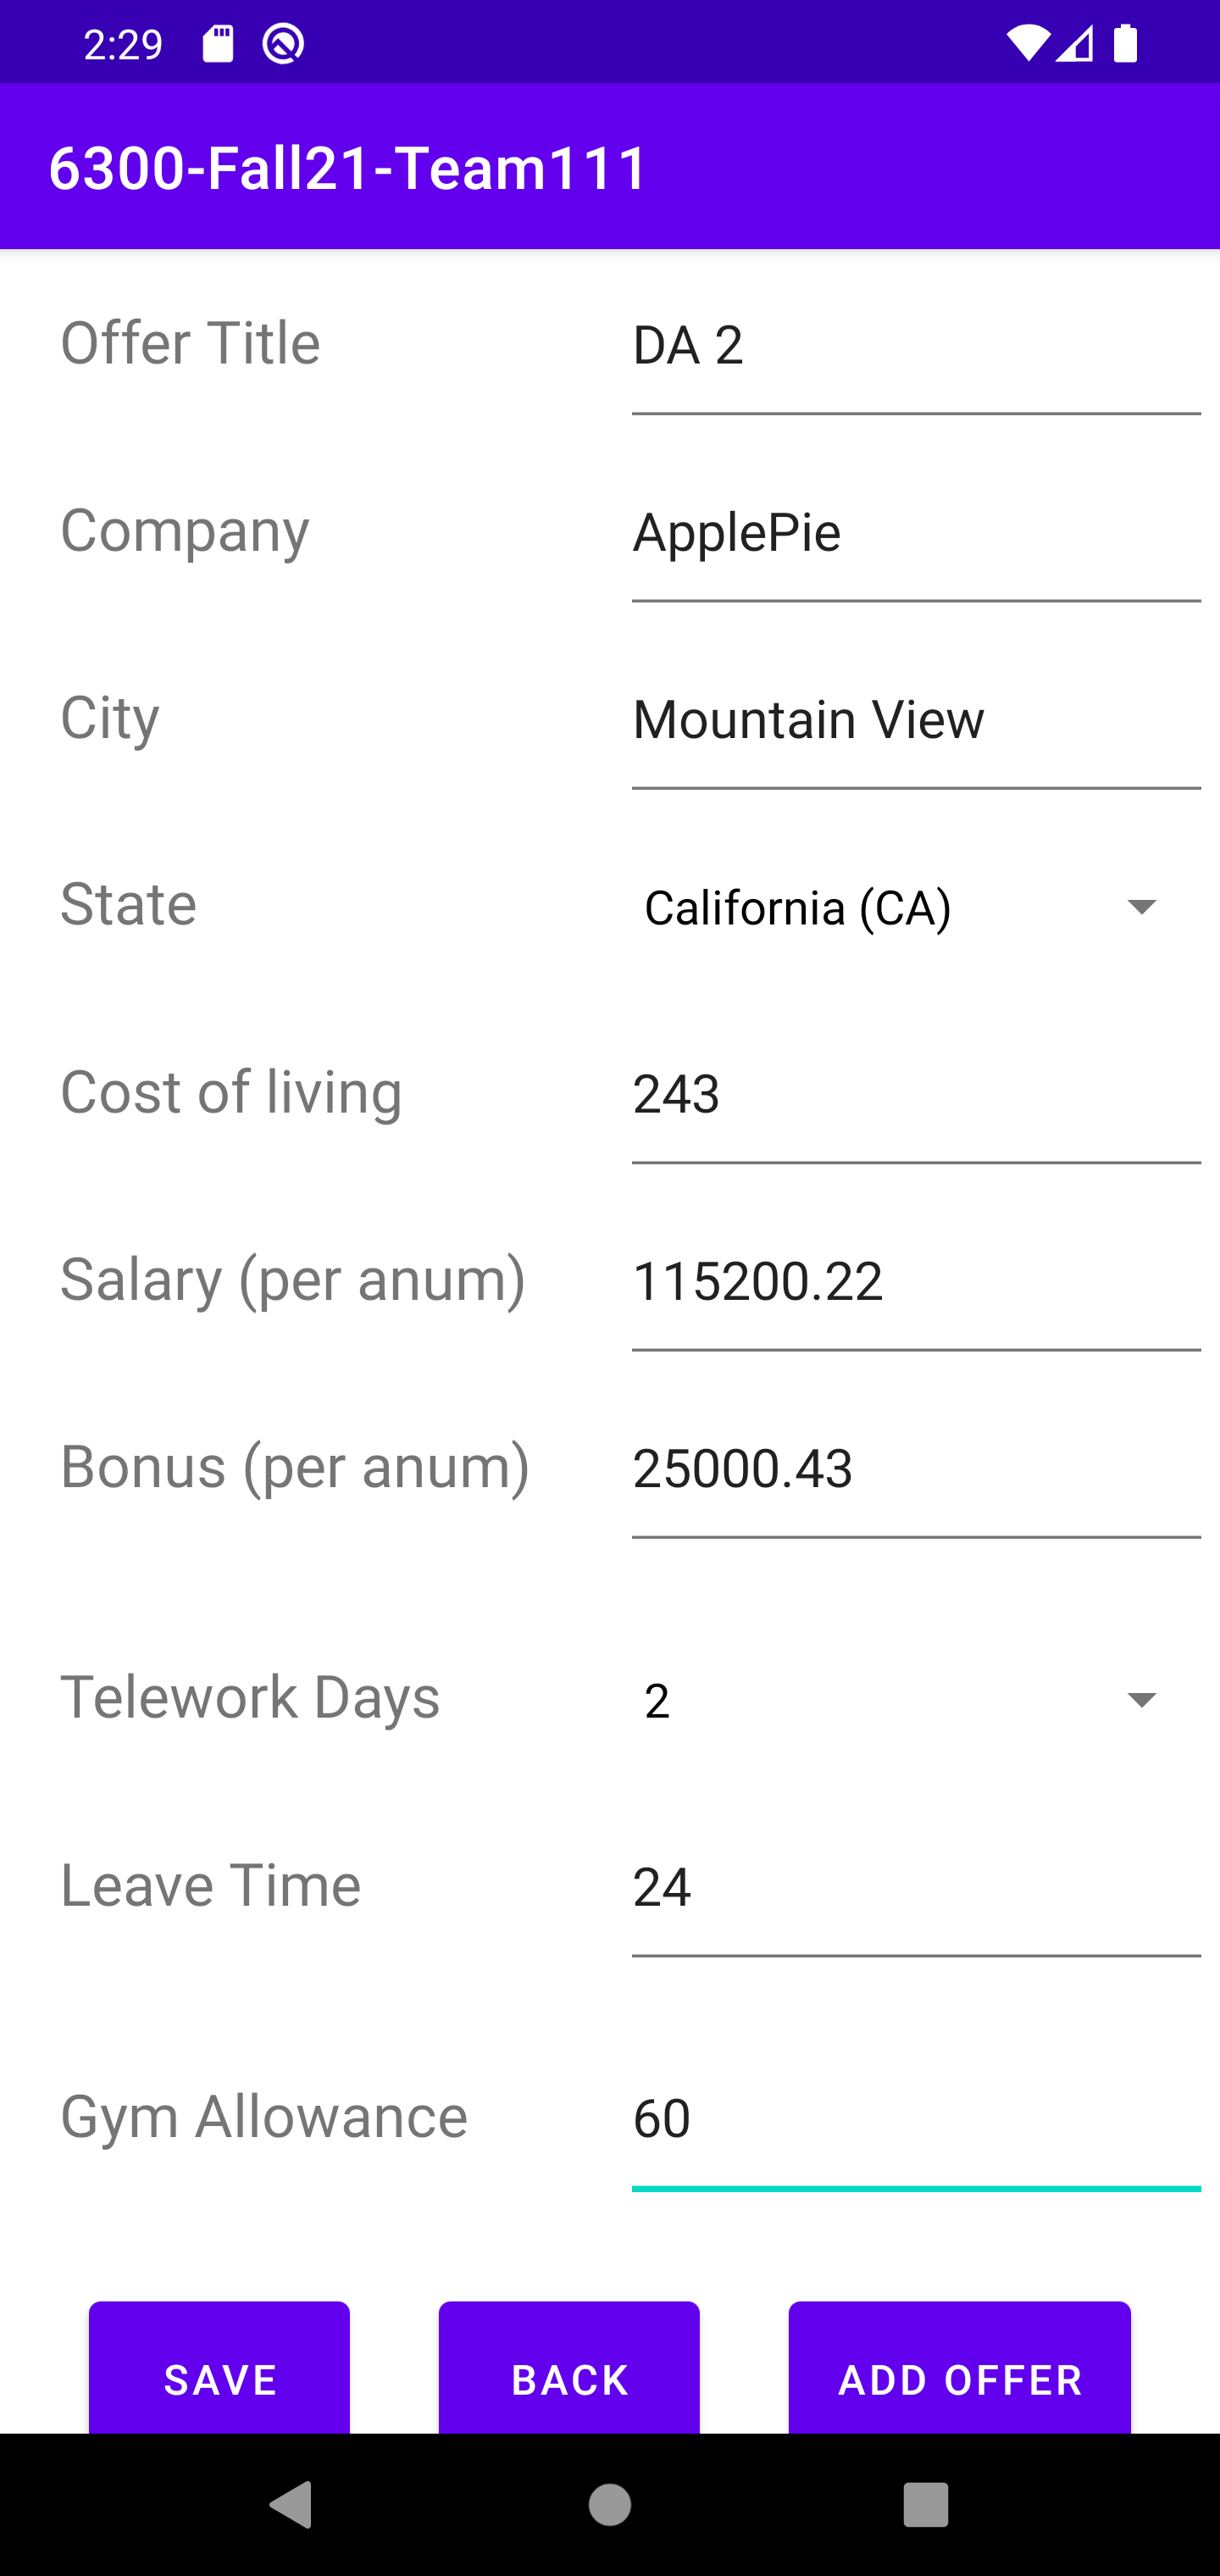 2:29
6300-Fall21-Team111
Offer Title DA 2
Company ApplePie
City Mountain View
State California (CA)
Cost of living 243
Salary (per anum) 115200.22
Bonus (per anum) 25000.43
Telework Days 2
Leave Time 24
Gym Allowance 60
SAVE BACK ADD OFFER